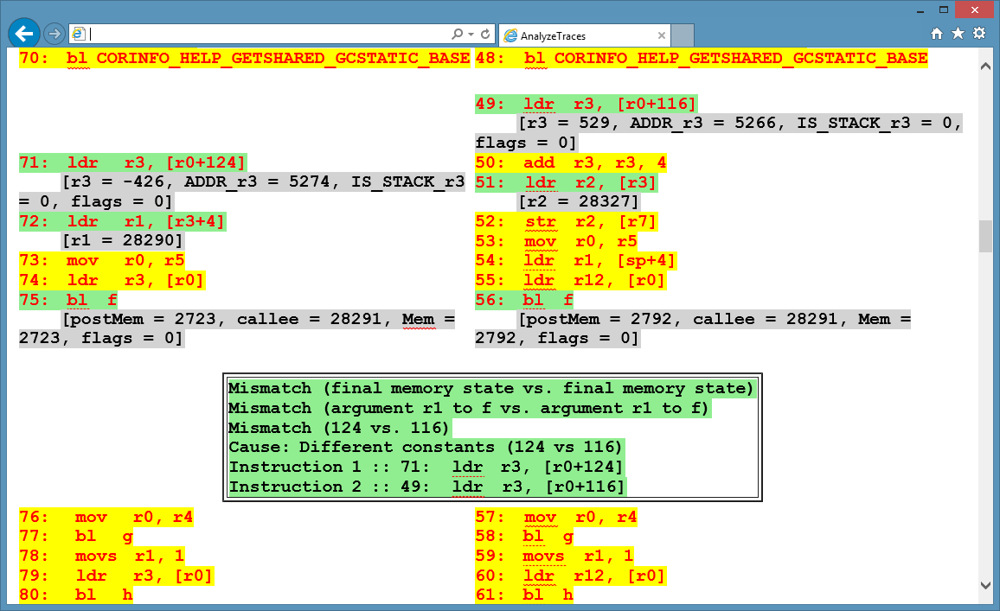 AnalyzeTraces
70: bl CORINFO_HELP_GETSHARED_GCSTATIC_BASE
71: ldr r3, [r0+124]
[r3 = -426, ADDR_r3 = 5274, IS_STACK_r3
= 0, flags = 0]
72: ldr r1, [r3+4]
[r1 = 28290]
73: mov r0, r5
74: ldr r3, [r0]
75: bl f
[postMem = 2723, callee = 28291, Mem =
2723, flags = 0]
48: bl CORINFO_HELP_GETSHARED_GCSTATIC_BASE
49: ldr r3, [r0+116]
[r3 = 529, ADDR_r3 = 5266, IS_STACK_r3 = 0,
flags = 0]
50: add r3, r3, 4
51: ldr r2, [r3]
[r2 = 28327]
52: str r2, [r7]
53: mov r0, r5
54: ldr r1, [sp+4]
55: ldr r12, [r0]
56: bl f
[postMem = 2792, callee = 28291, Mem =
2792, flags = 0]
Mismatch (final memory state vs. final memory state)
Mismatch (argument r1 to f vs. argument r1 to f)
Mismatch (124 vs. 116)
Cause: Different constants (124 vs 116)
Instruction 1 :: 71: ldr r3, [r0+124]
Instruction 2 :: 49: ldr r3, [r0+116]
76: mov r0, r4
77: bl g
78: movs r1, 1
79: ldr r3, [r0]
80: bl h
57: mov r0, r4
58: bl g
59: movs r1, 1
60: ldr r12, [r0]
61: bl h